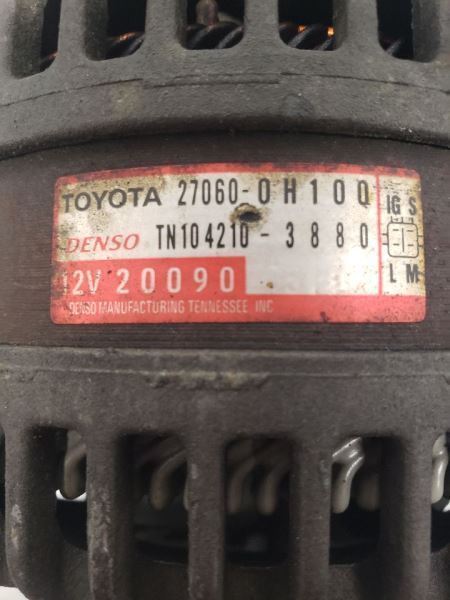 TOYOTA 27060-0H100 IG S
DENSO TN104210-3880
12V 20090 L M
DENSO MANUFACTURING TENNESSEE, INC